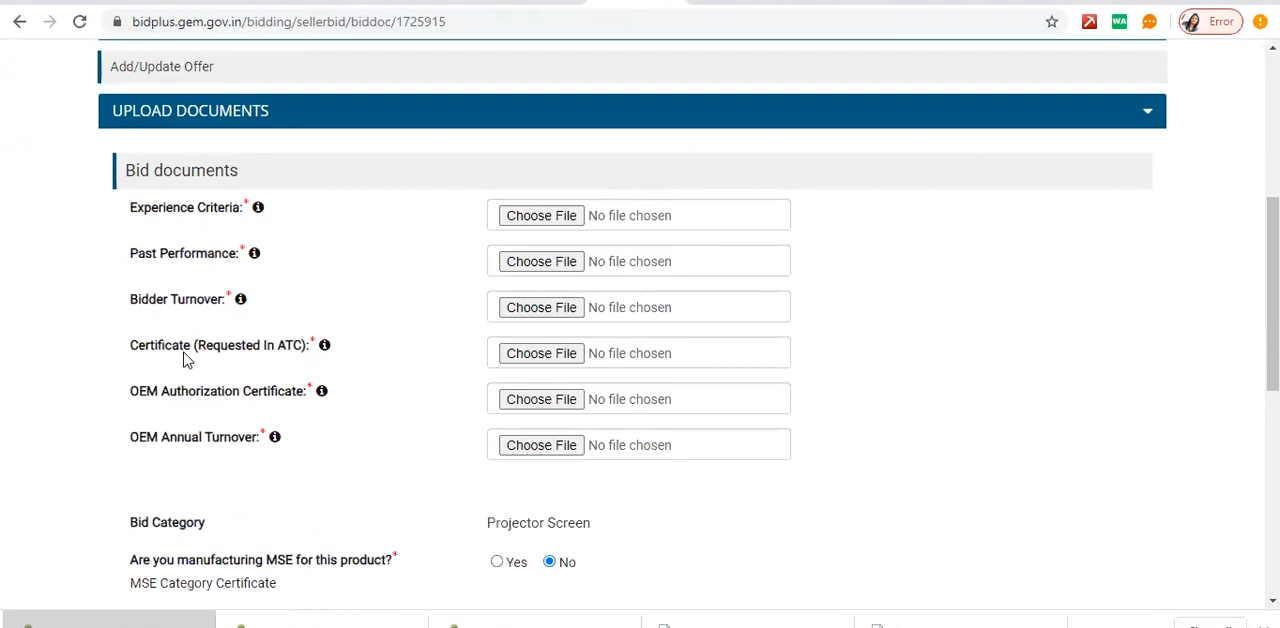 bidplus.gem.gov.in/bidding/sellerbid/biddoc/1725915
WA
Error
Add/Update Offer
UPLOAD DOCUMENTS
Bid documents
Experience Criteria:* Choose File No file chosen
Past Performance:* Choose File No file chosen
Bidder Turnover:* Choose File No file chosen
Certificate (Requested In ATC):* Choose File No file chosen
OEM Authorization Certificate:* Choose File No file chosen
OEM Annual Turnover:* Choose File No file chosen
Bid Category Projector Screen
Are you manufacturing MSE for this product?* Yes No
MSE Category Certificate